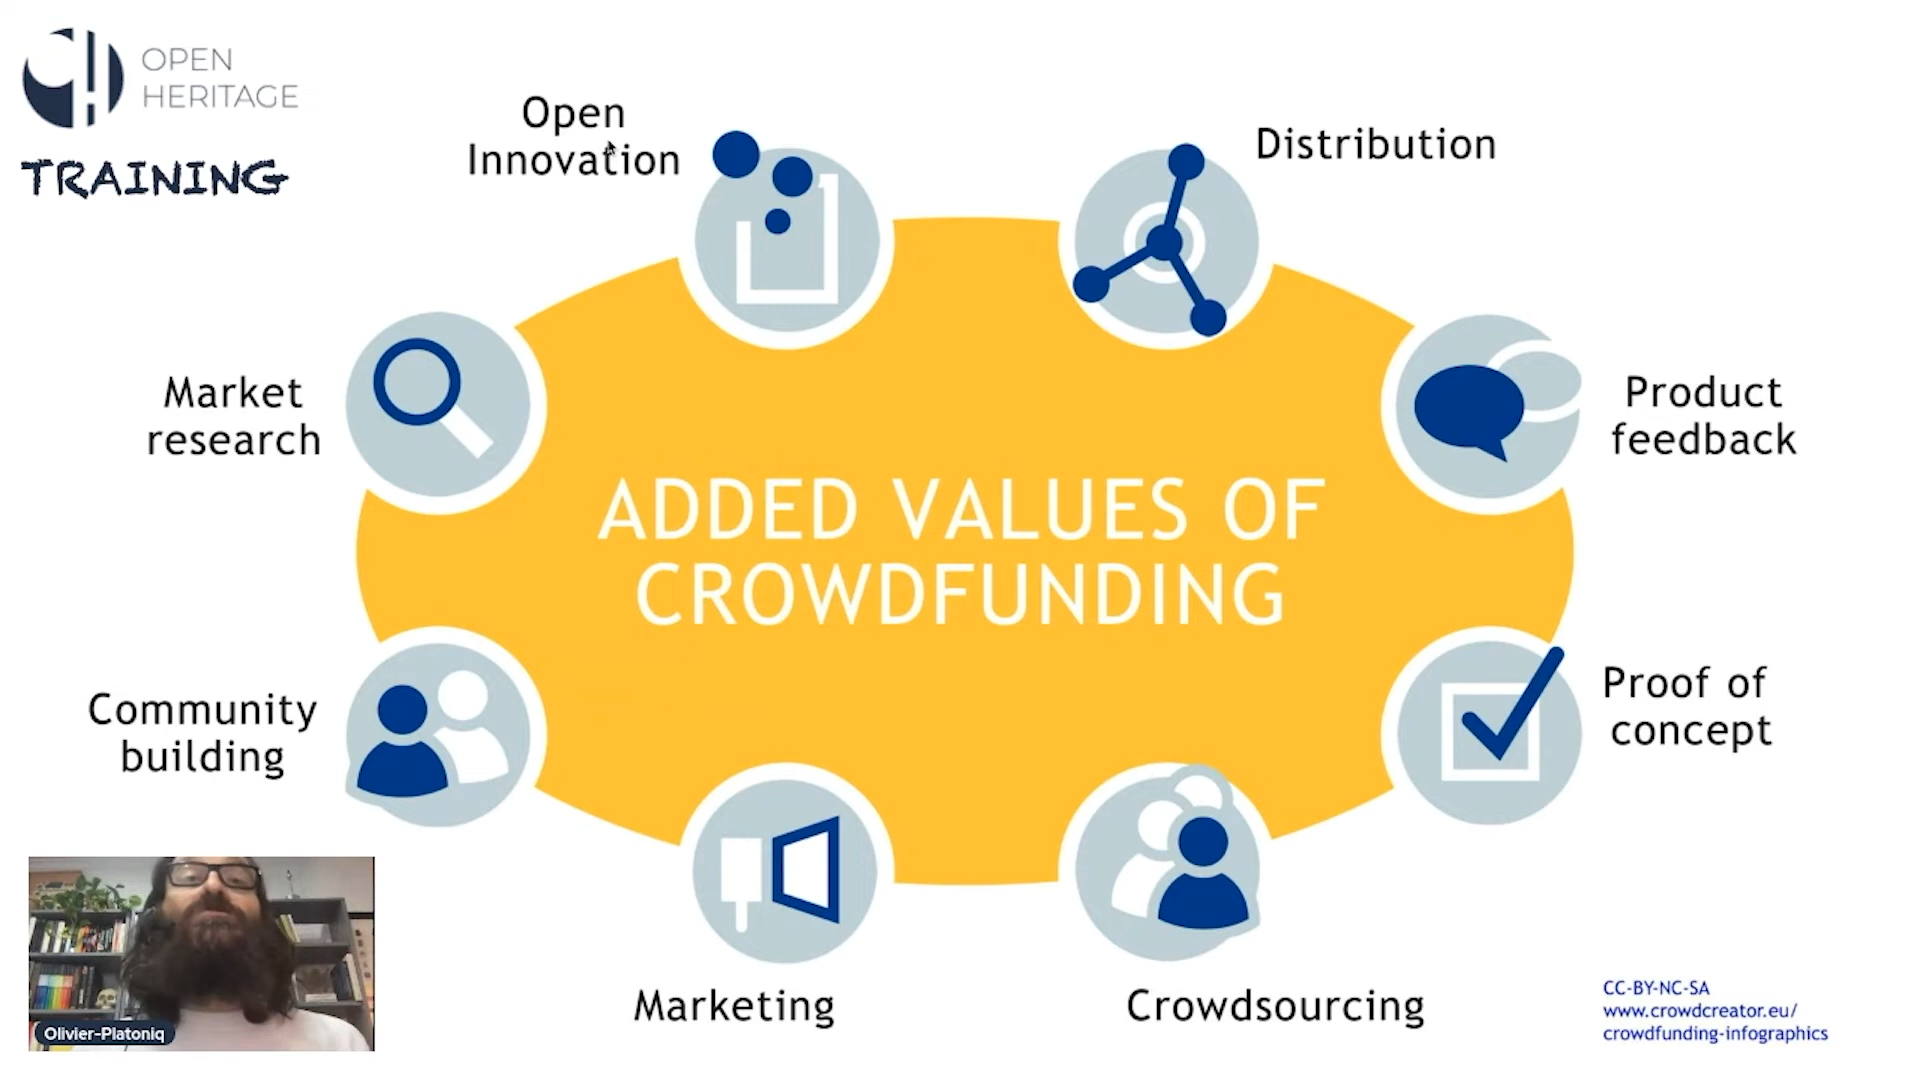 OPEN
HERITAGE
TRAINING
Open
Innovation
Distribution
Market
research
Product
feedback
ADDED VALUES OF
CROWDFUNDING
Community
building
Proof of
concept
Marketing
Crowdsourcing
CC-BY-NC-SA
www.crowdcreator.eu/
crowdfunding-infographics
Olivier-Platoniq